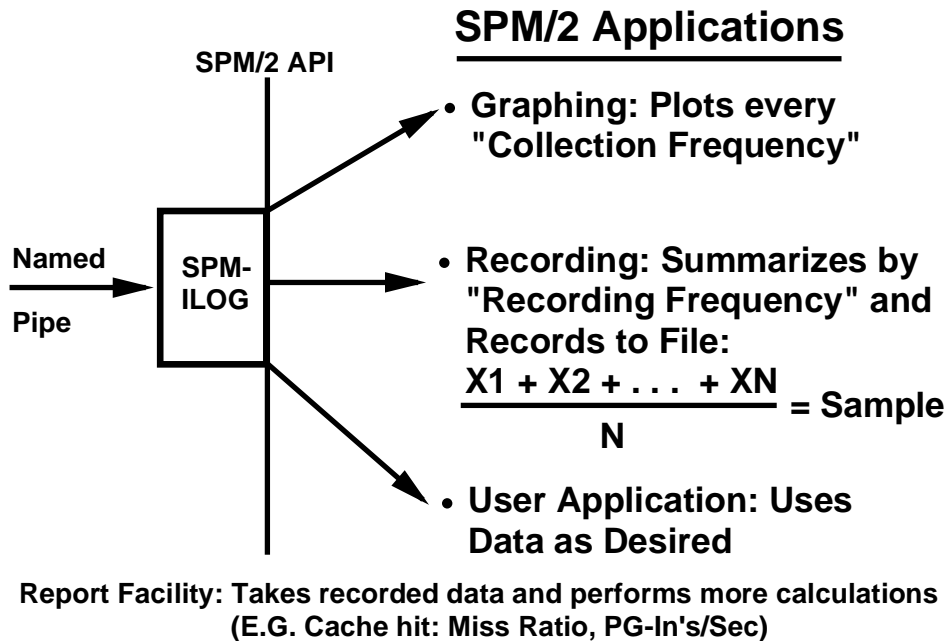 SPM/2 Applications
SPM/2 API
• Graphing: Plots every
"Collection Frequency"
Named
Pipe
SPM-
ILOG
• Recording: Summarizes by
"Recording Frequency" and
Records to File:
X1 + X2 + . . . + XN
N
= Sample
• User Application: Uses
Data as Desired
Report Facility: Takes recorded data and performs more calculations
(E.G. Cache hit: Miss Ratio, PG-In's/Sec)